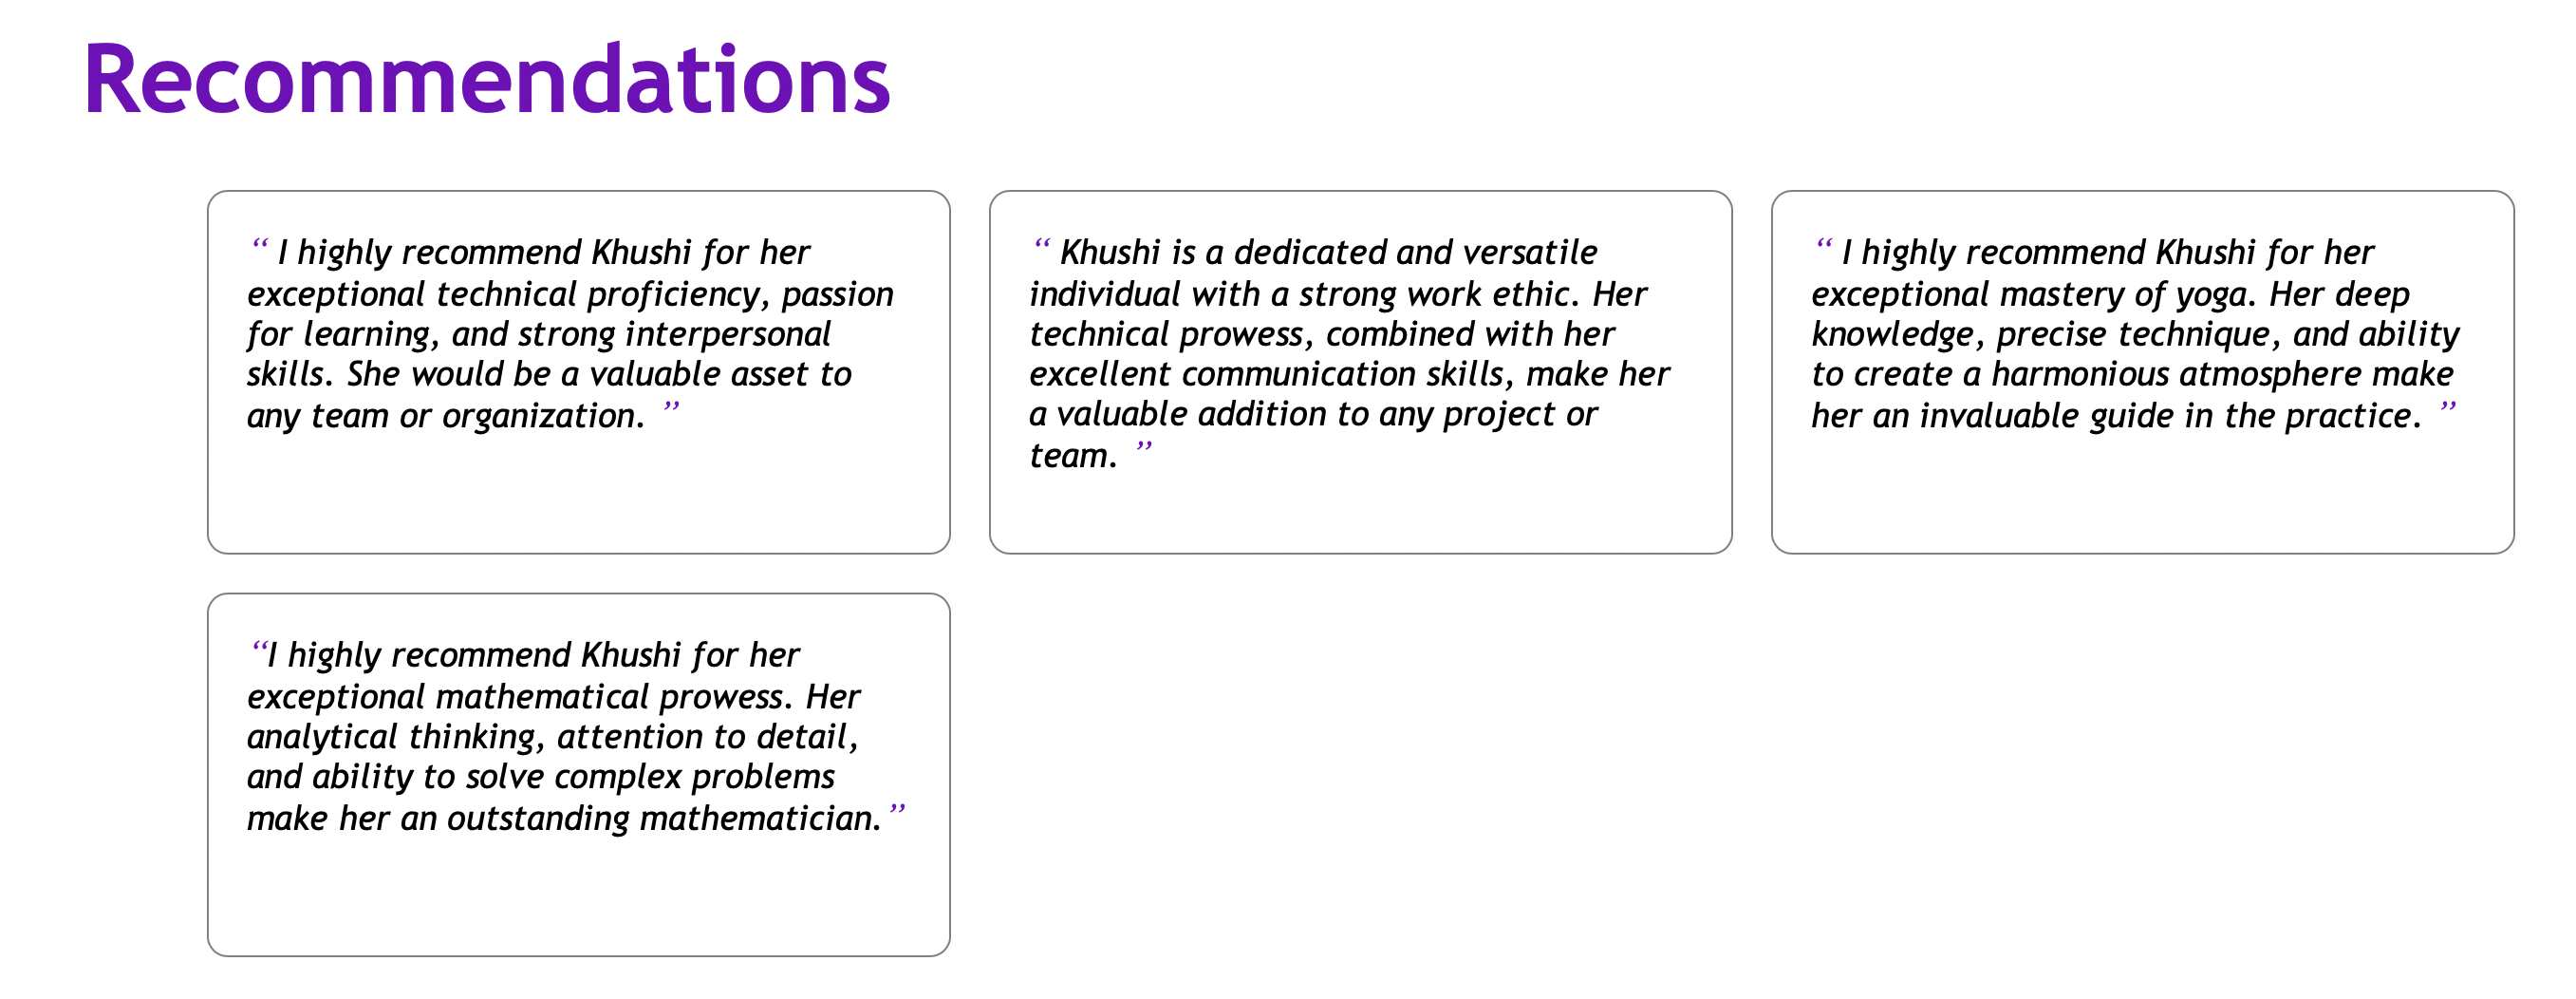 Recommendations
“ I highly recommend Khushi for her
exceptional technical proficiency, passion
for learning, and strong interpersonal
skills. She would be a valuable asset to
any team or organization. ”
“ Khushi is a dedicated and versatile
individual with a strong work ethic. Her
technical prowess, combined with her
excellent communication skills, make her
a valuable addition to any project or
team. ”
“ I highly recommend Khushi for her
exceptional mastery of yoga. Her deep
knowledge, precise technique, and ability
to create a harmonious atmosphere make
her an invaluable guide in the practice. ”
“I highly recommend Khushi for her
exceptional mathematical prowess. Her
analytical thinking, attention to detail,
and ability to solve complex problems
make her an outstanding mathematician.”